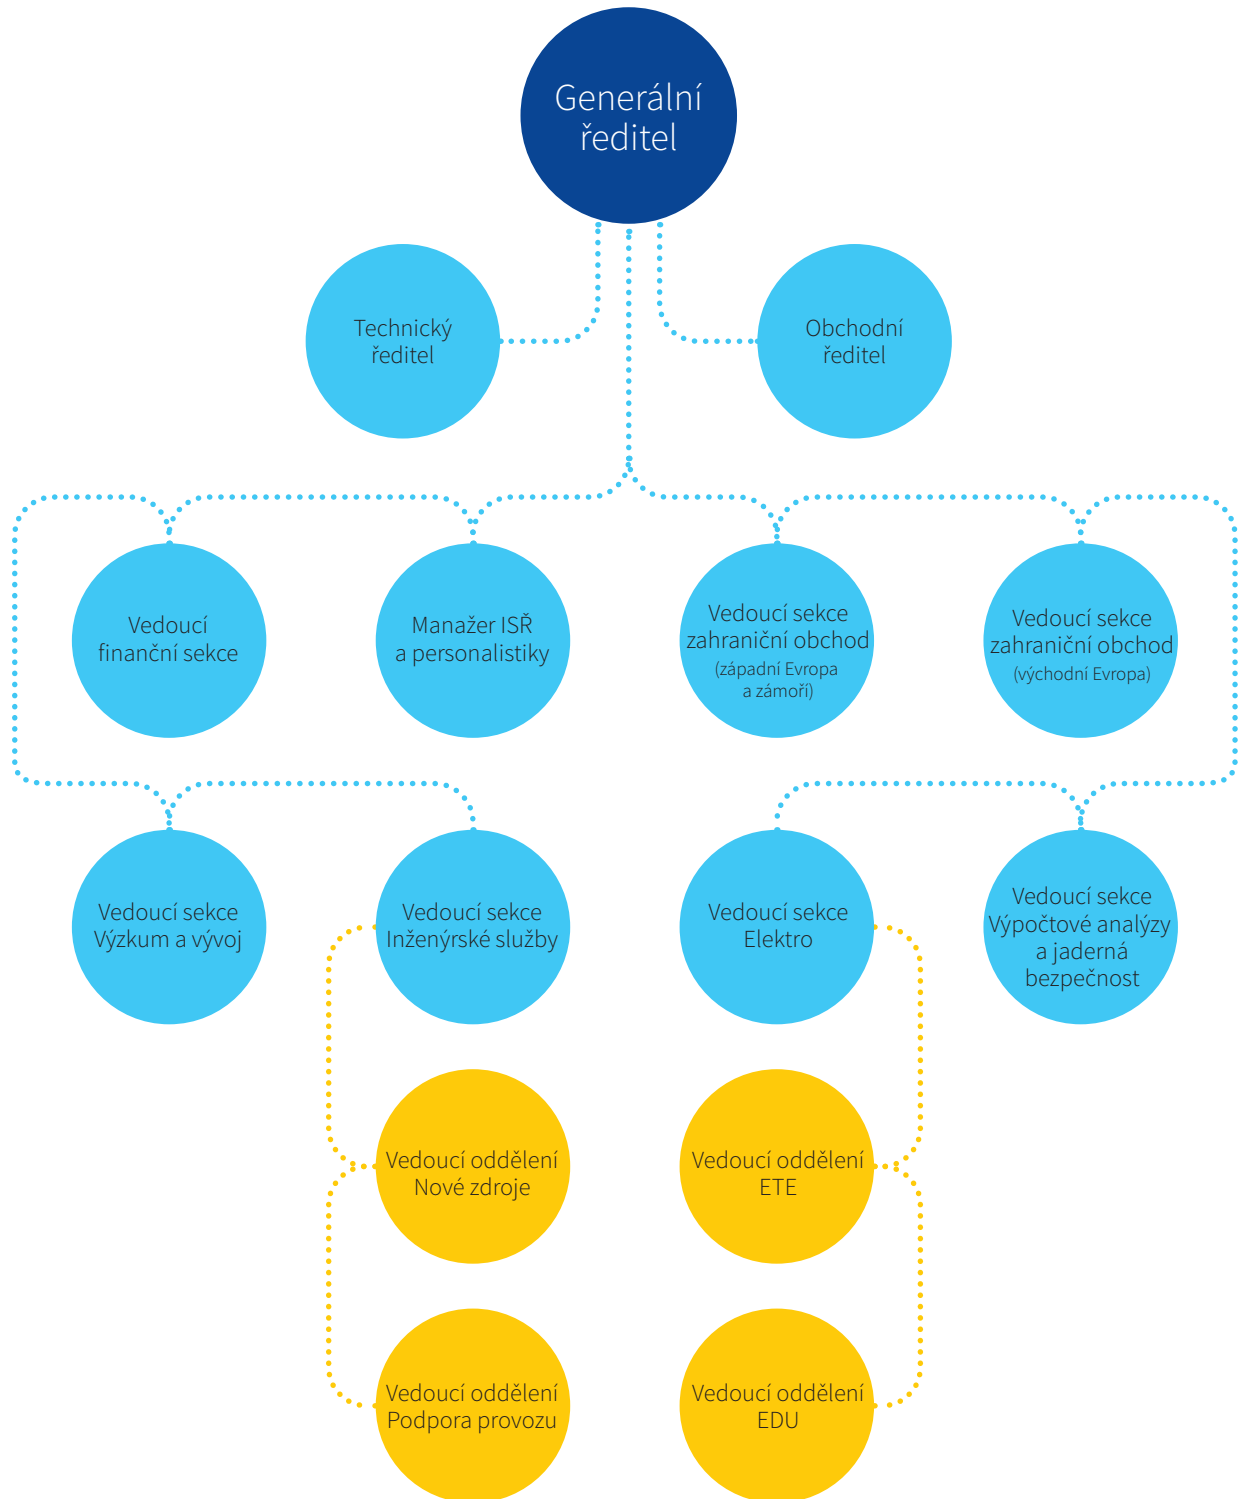 Generální
ředitel
Technický
ředitel
Obchodní
ředitel
Vedoucí
finanční sekce
Manažer ISŘ
a personalistiky
Vedoucí sekce
zahraniční obchod
(západní Evropa
a zámoří)
Vedoucí sekce
zahraniční obchod
(východní Evropa)
Vedoucí sekce
Výzkum a vývoj
Vedoucí sekce
Inženýrské služby
Vedoucí sekce
Elektro
Vedoucí sekce
Výpočtové analýzy
a jaderná
bezpečnost
Vedoucí oddělení
Nové zdroje
Vedoucí oddělení
ETE
Vedoucí oddělení
Podpora provozu
Vedoucí oddělení
EDU